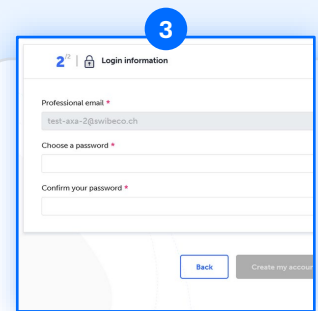 3
2/2 Login information
Professional email *
test-axa-2@swibeco.ch
Choose a password *
Confirm your password *
Back Create my accoun